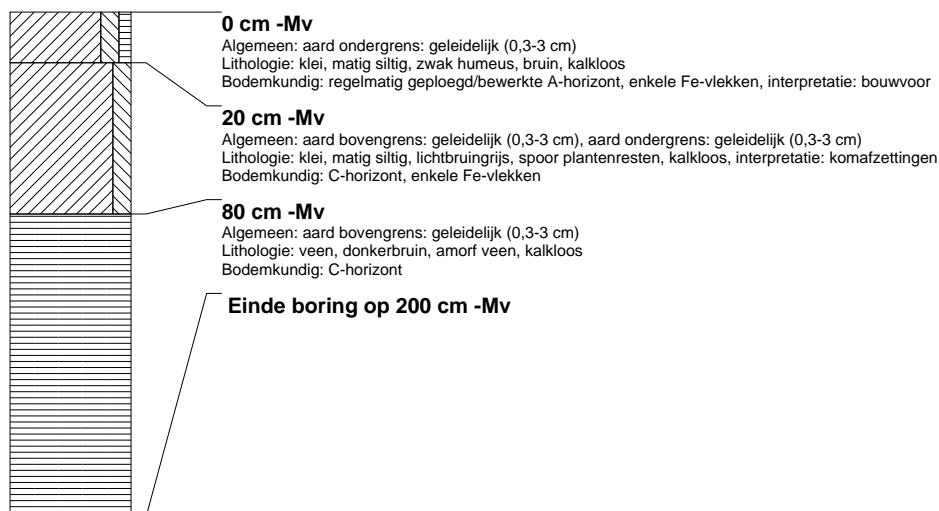 0 cm -Mv
Algemeen: aard ondergrens: geleidelijk (0,3-3 cm)
Lithologie: klei, matig siltig, zwak humeus, bruin, kalkloos
Bodemkundig: regelmatig geploegd/bewerkte A-horizont, enkele Fe-vlekken, interpretatie: bouwvoor
20 cm -Mv
Algemeen: aard bovengrens: geleidelijk (0,3-3 cm), aard ondergrens: geleidelijk (0,3-3 cm)
Lithologie: klei, matig siltig, lichtbruingrijs, spoor plantenresten, kalkloos, interpretatie: komafzettingen
Bodemkundig: C-horizont, enkele Fe-vlekken
80 cm -Mv
Algemeen: aard bovengrens: geleidelijk (0,3-3 cm)
Lithologie: veen, donkerbruin, amorf veen, kalkloos
Bodemkundig: C-horizont
Einde boring op 200 cm -Mv